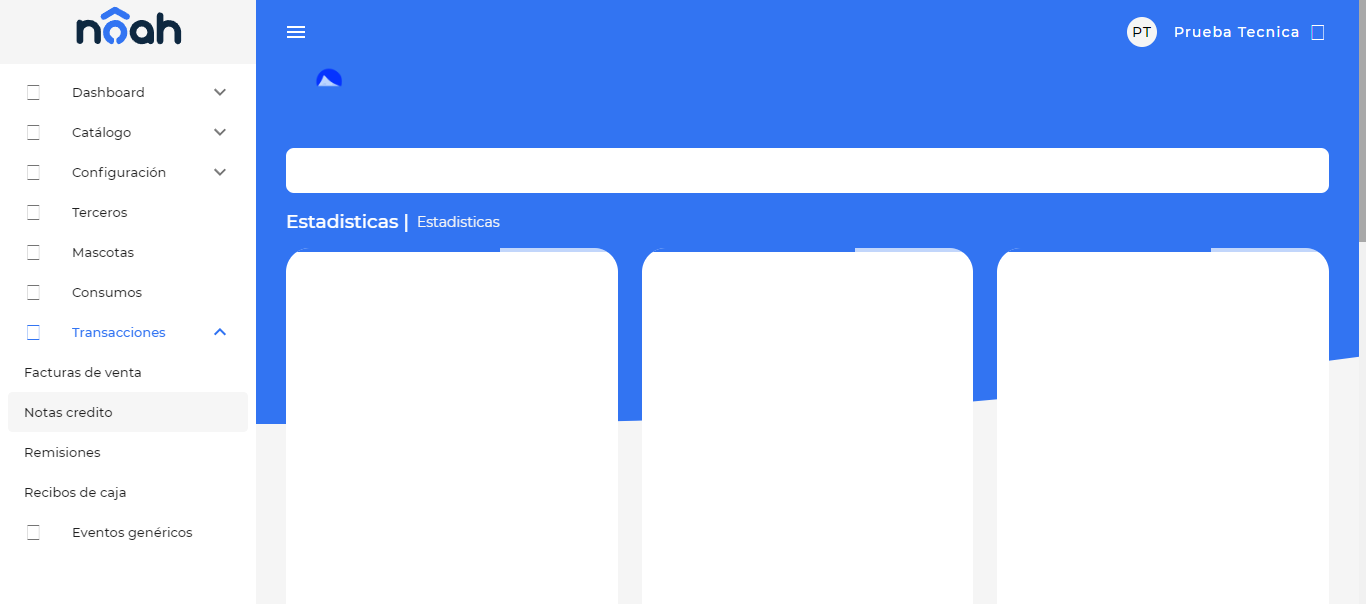 nôah
PT
Prueba Tecnica
Dashboard
Catálogo
Configuración
Terceros
Mascotas
Consumos
Transacciones
Facturas de venta
Notas credito
Remisiones
Recibos de caja
Eventos genéricos
Estadisticas | Estadisticas